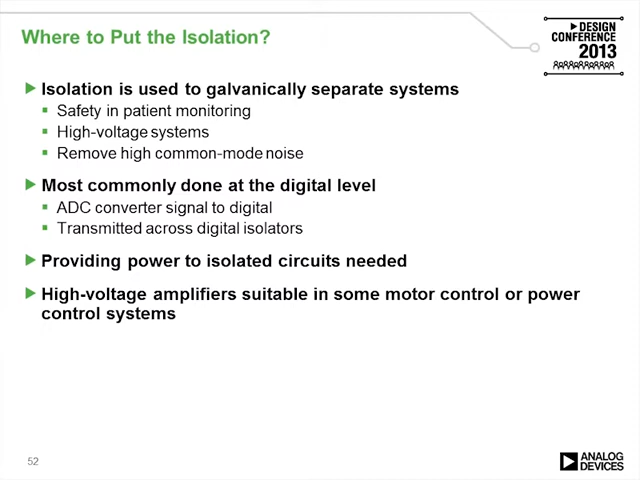 Where to Put the Isolation?
DESIGN
CONFERENCE
2013
Isolation is used to galvanically separate systems
Safety in patient monitoring
High-voltage systems
Remove high common-mode noise
Most commonly done at the digital level
ADC converter signal to digital
Transmitted across digital isolators
Providing power to isolated circuits needed
High-voltage amplifiers suitable in some motor control or power
control systems
52
ANALOG
DEVICES